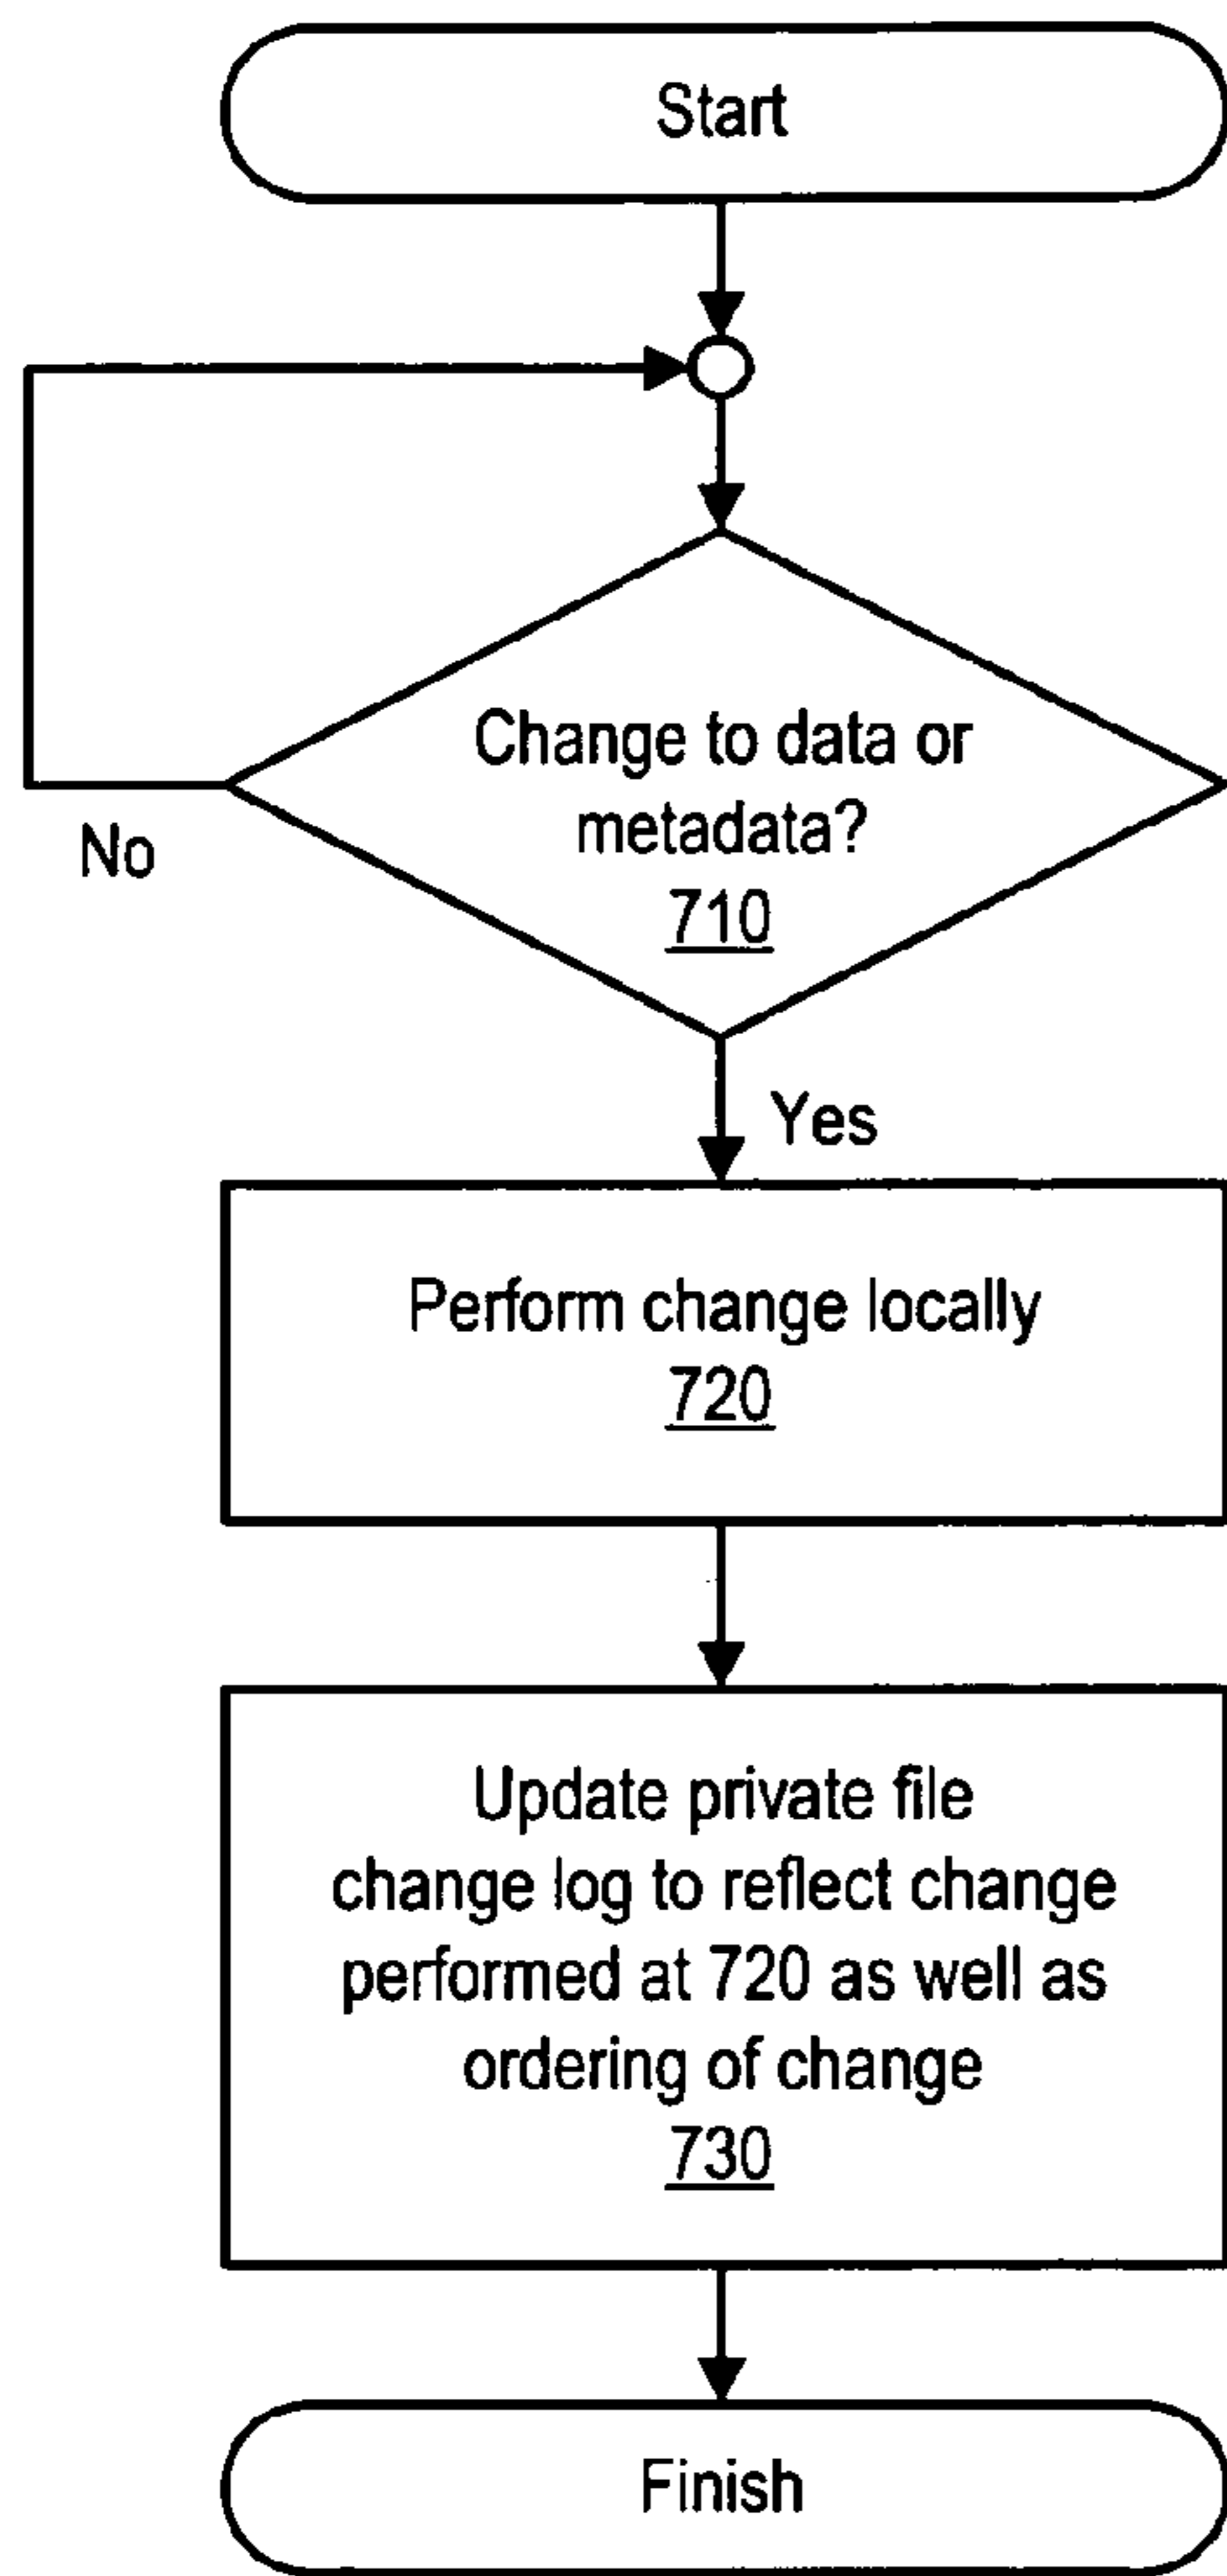 Start
Change to data or
metadata?
710
No
Yes
Perform change locally
720
Update private file
change log to reflect change
performed at 720 as well as
ordering of change
730
Finish